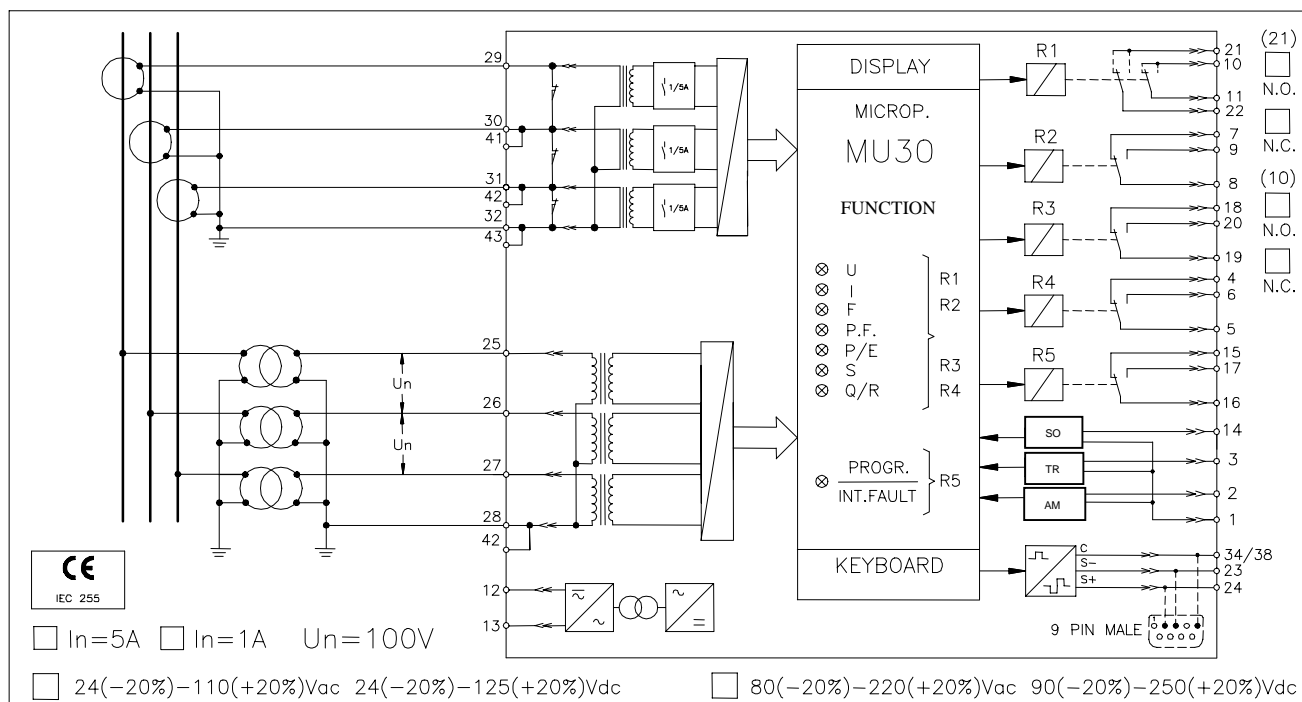 29
30
41
31
42
32
43
25
Un
26
Un
27
28
42
12
13
1/5A
1/5A
1/5A
DISPLAY
MICROP.
MU30
FUNCTION
U
I
F
P.F.
P/E
S
Q/R
R1
R2
R3
R4
PROGR.
INT.FAULT
R5
KEYBOARD
R1
R2
R3
R4
R5
SO
TR
AM
C
S-
S+
9 PIN MALE
21
10
11
22
7
9
8
18
20
19
4
6
5
15
17
16
14
3
2
1
34/38
23
24
(21)
N.O.
N.C.
(10)
N.O.
N.C.
CE
IEC 255
In=5A In=1A Un=100V
24(-20%)-110(+20%)Vac 24(-20%)-125(+20%)Vdc 80(-20%)-220(+20%)Vac 90(-20%)-250(+20%)Vdc